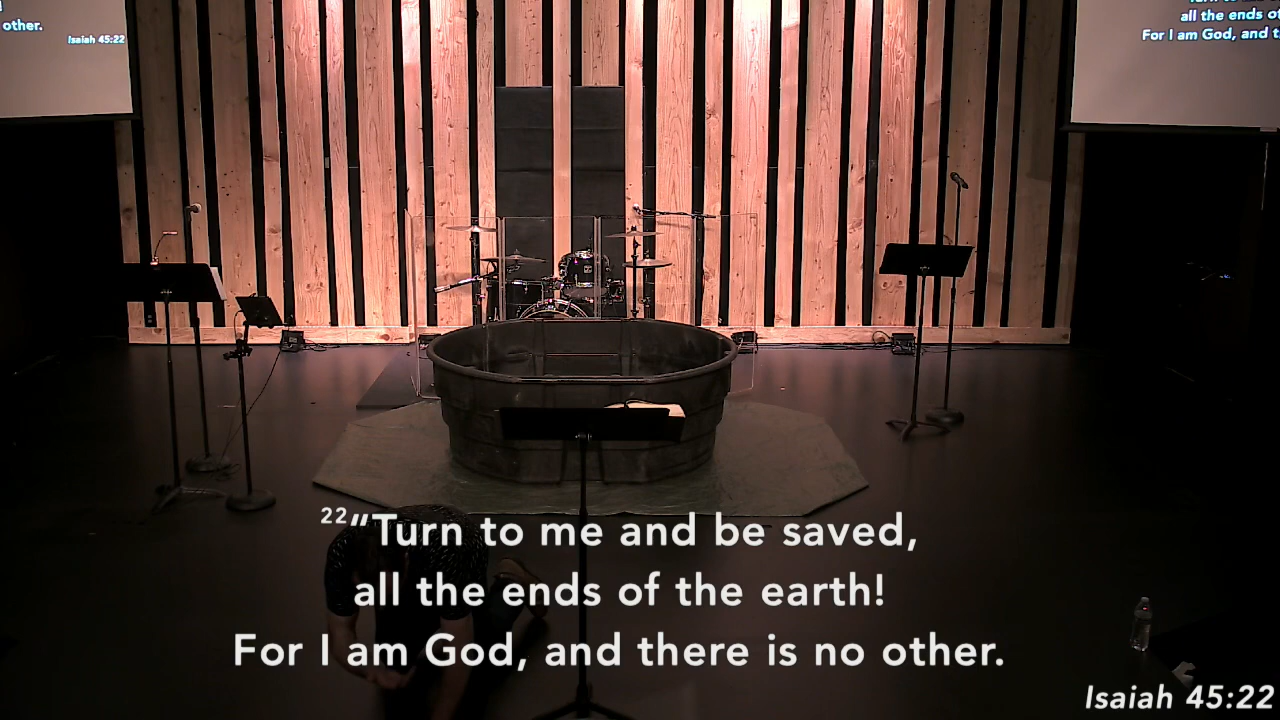 other.
Isaiah 45:22
all the ends of
For I am God, and t
22“Turn to me and be saved,
all the ends of the earth!
For I am God, and there is no other.
Isaiah 45:22